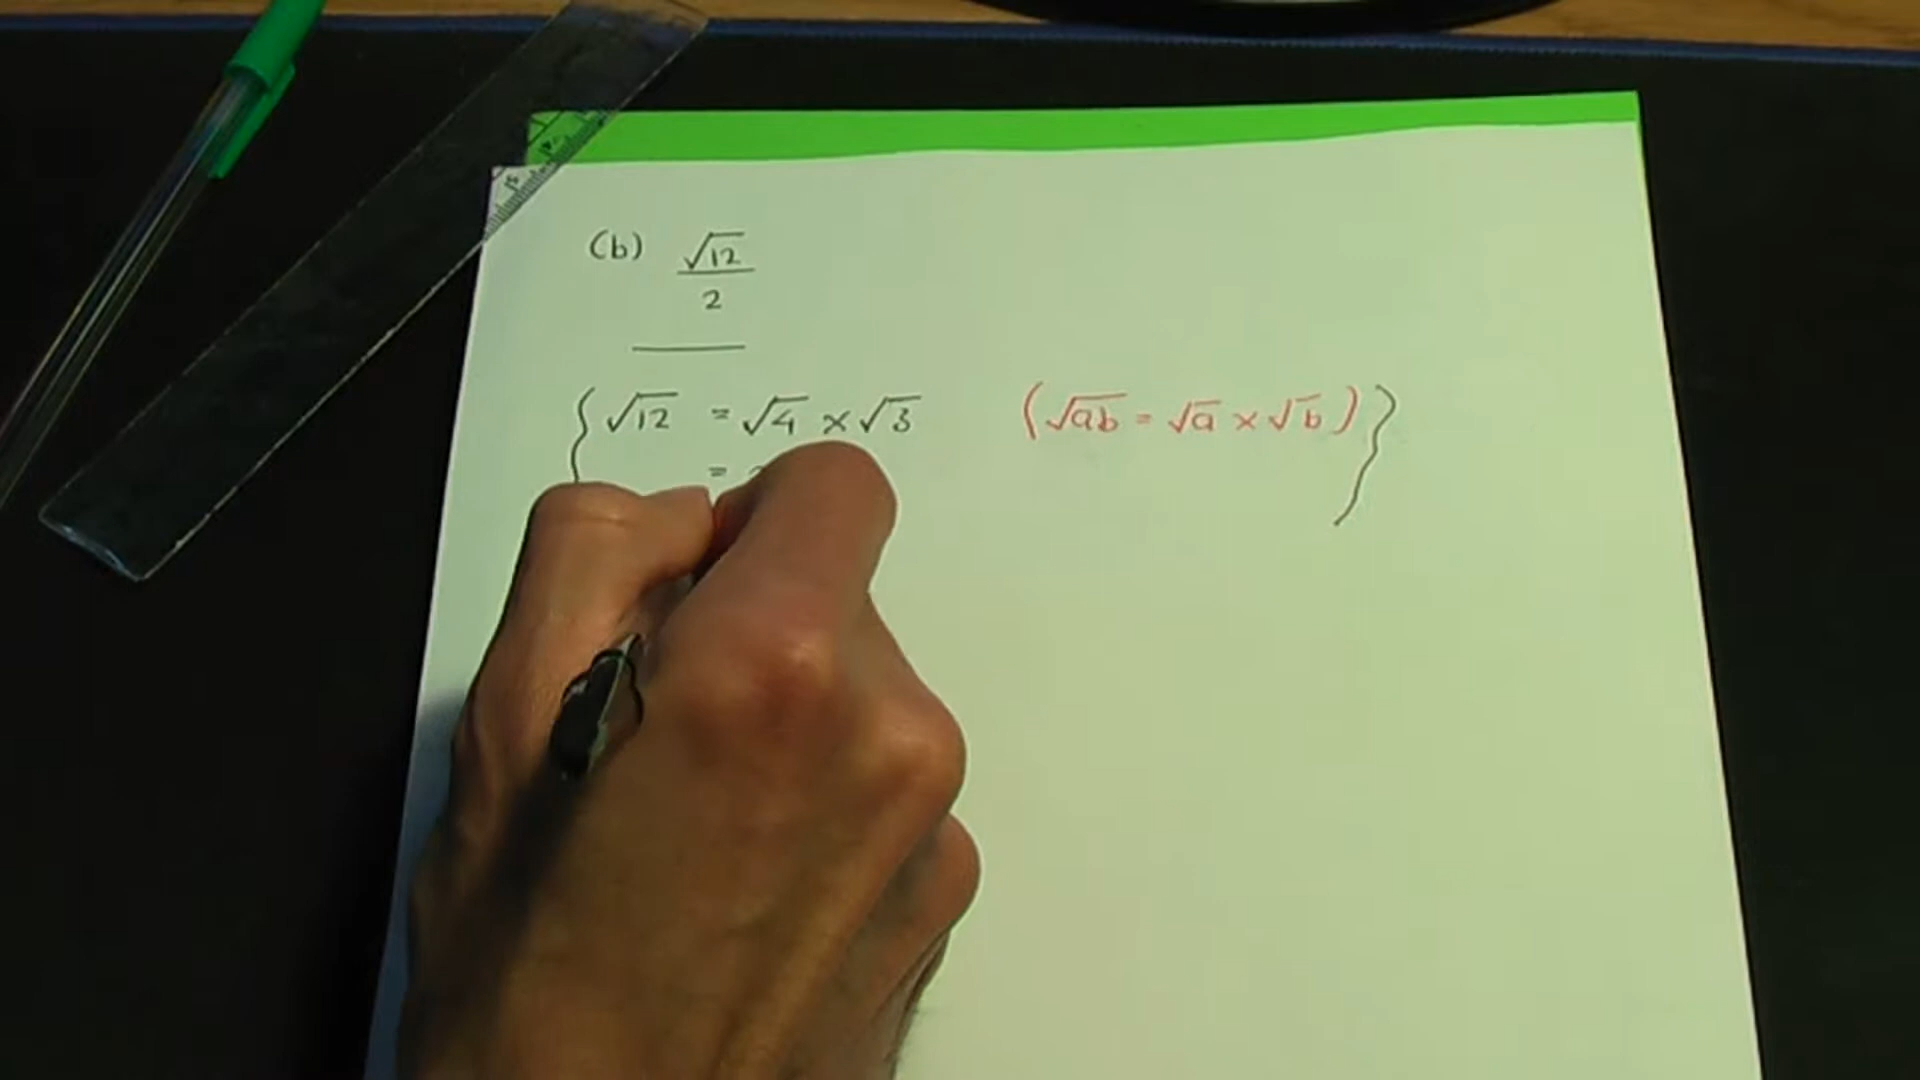 (b) √12
2
{ √12 = √4 × √3 (√ab = √a × √b) }
=